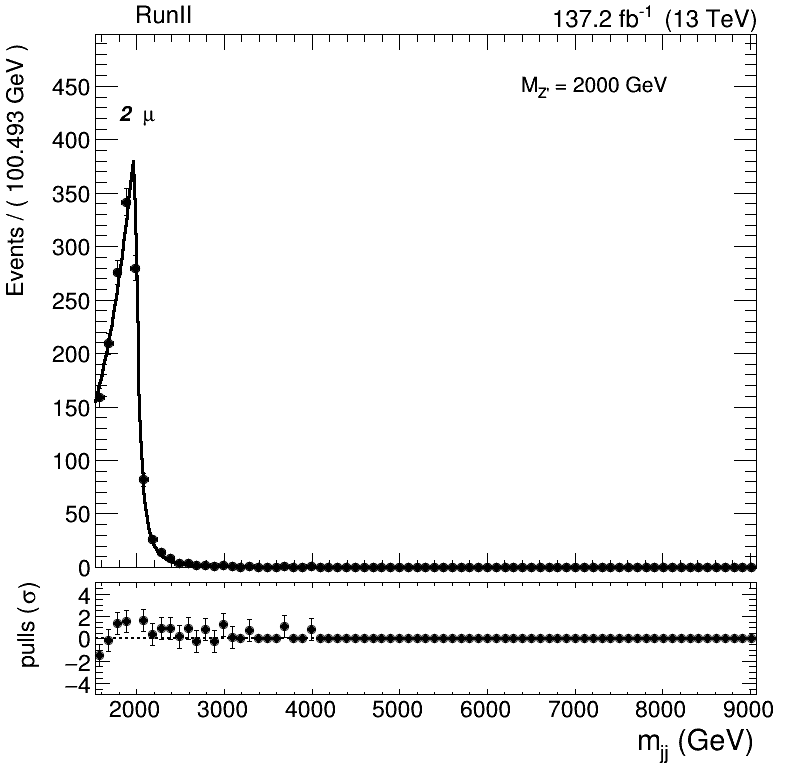 RunII
137.2 fb⁻¹ (13 TeV)
Events / ( 100.493 GeV )
450
400
350
300
250
200
150
100
50
0
M_Z' = 2000 GeV
2 μ
pulls (σ)
4
2
0
−2
−4
2000 3000 4000 5000 6000 7000 8000 9000
m_jj (GeV)